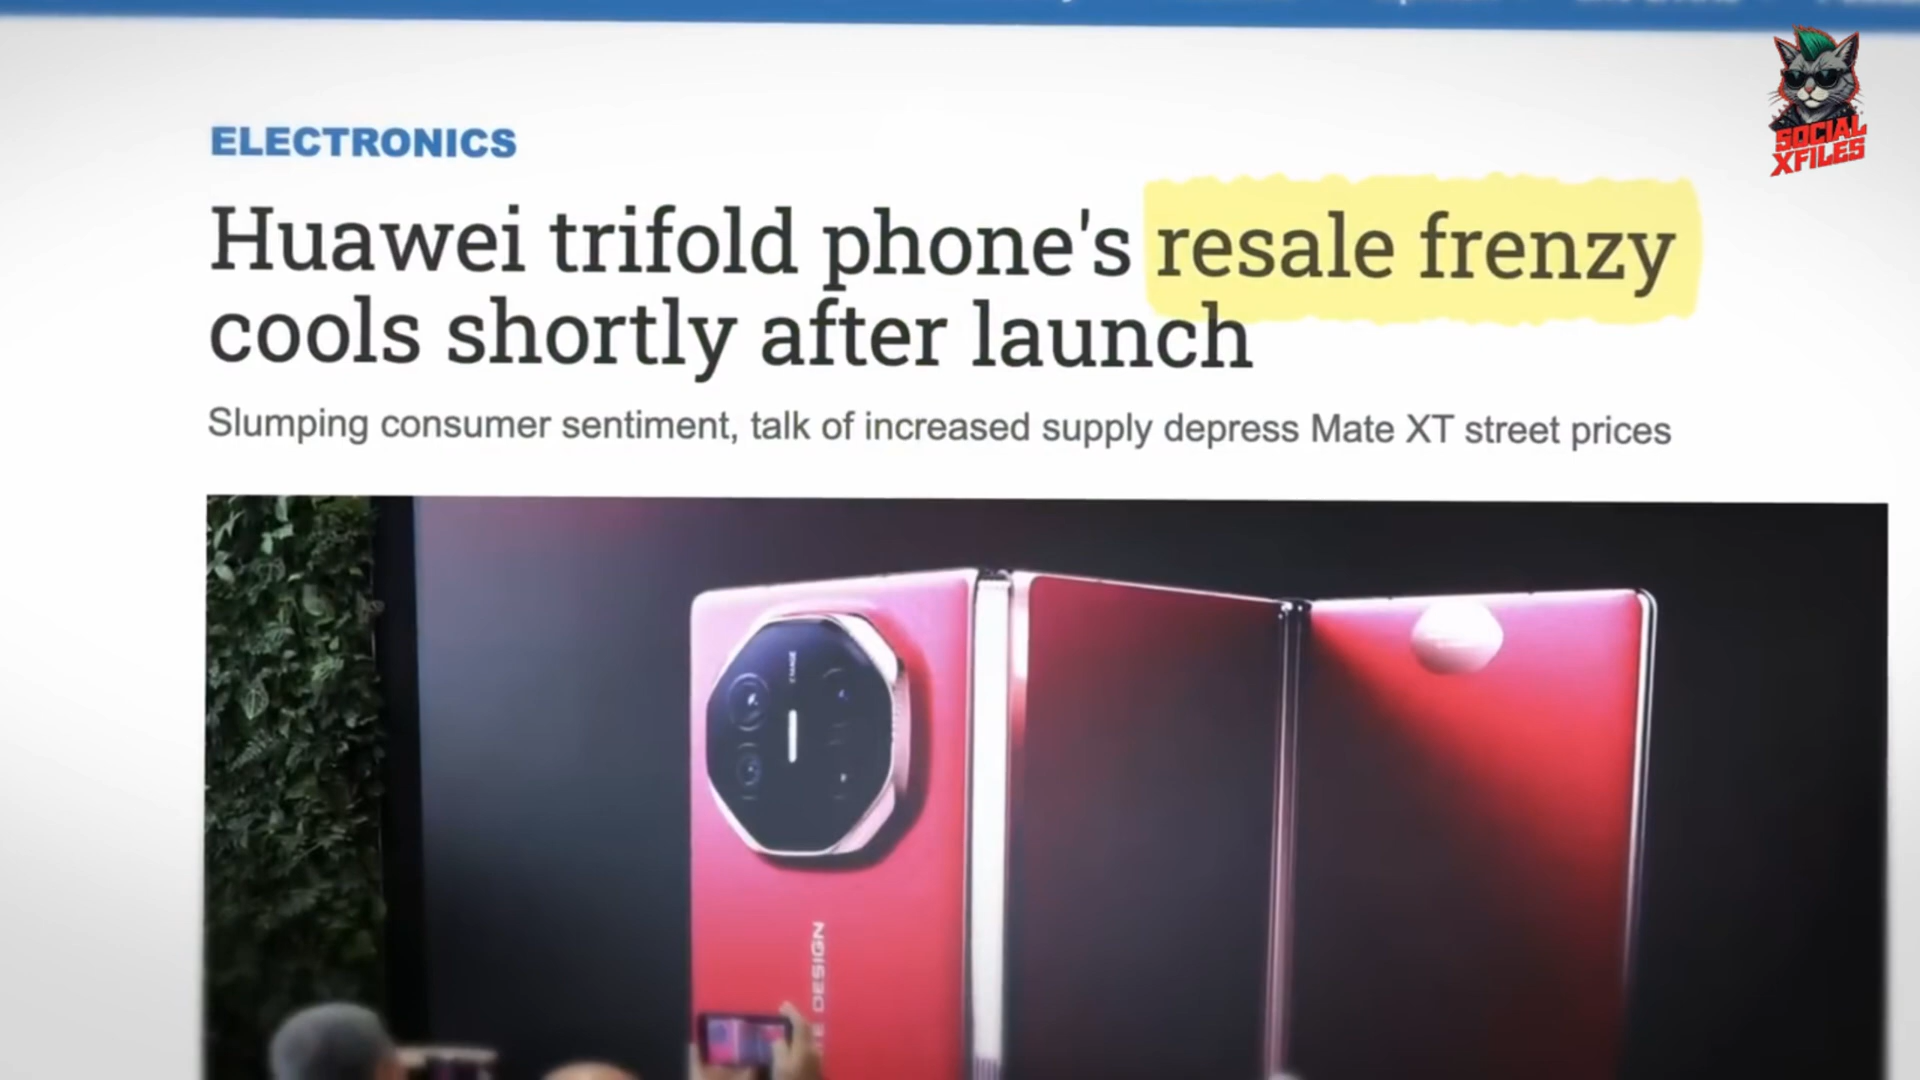 SOCIAL
XFILES
ELECTRONICS
Huawei trifold phone's resale frenzy
cools shortly after launch
Slumping consumer sentiment, talk of increased supply depress Mate XT street prices
DESIGN